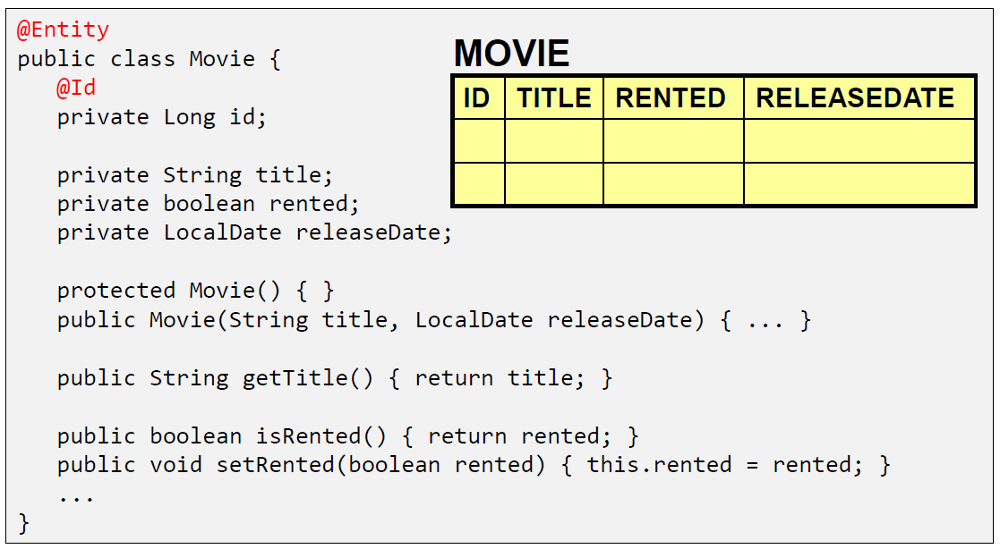 @Entity
public class Movie {
@Id
private Long id;
private String title;
private boolean rented;
private LocalDate releaseDate;
protected Movie() { }
public Movie(String title, LocalDate releaseDate) { ... }
public String getTitle() { return title; }
public boolean isRented() { return rented; }
public void setRented(boolean rented) { this.rented = rented; }
...
}
MOVIE
ID TITLE RENTED RELEASEDATE